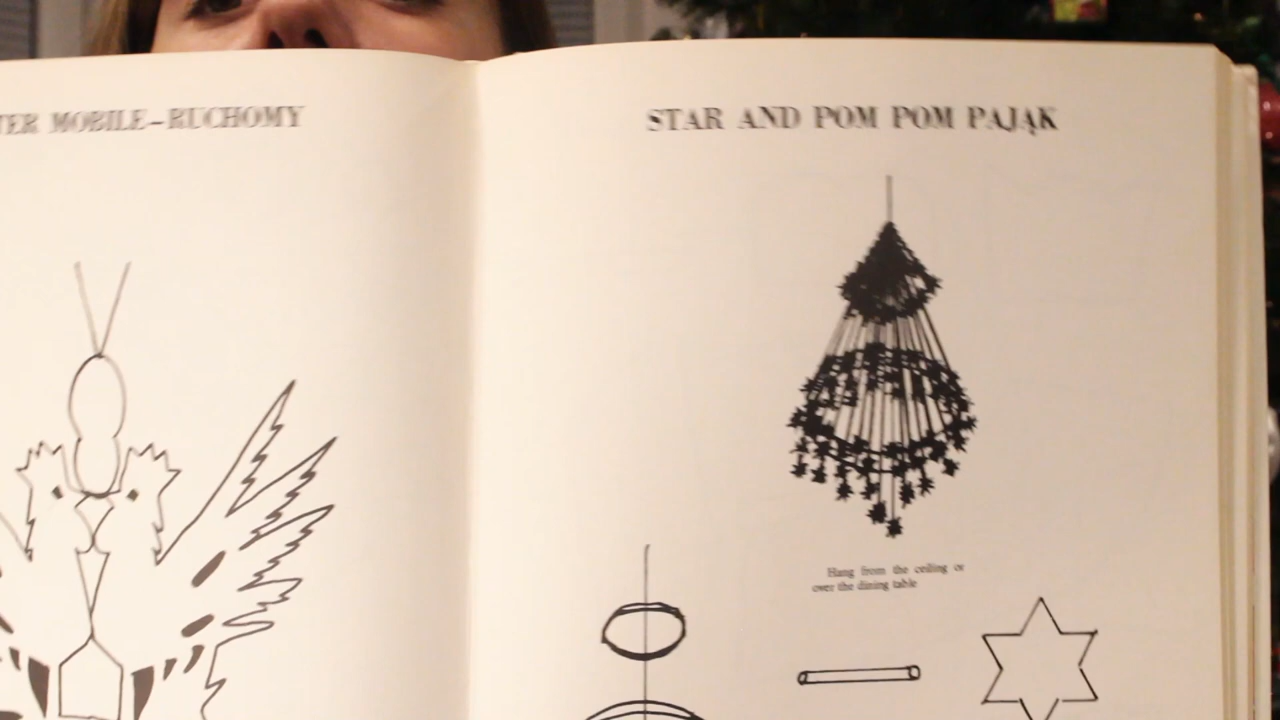 TER MOBILE–RUCHOMY
STAR AND POM POM PAJĄK
Hang from the ceiling or
over the dining table